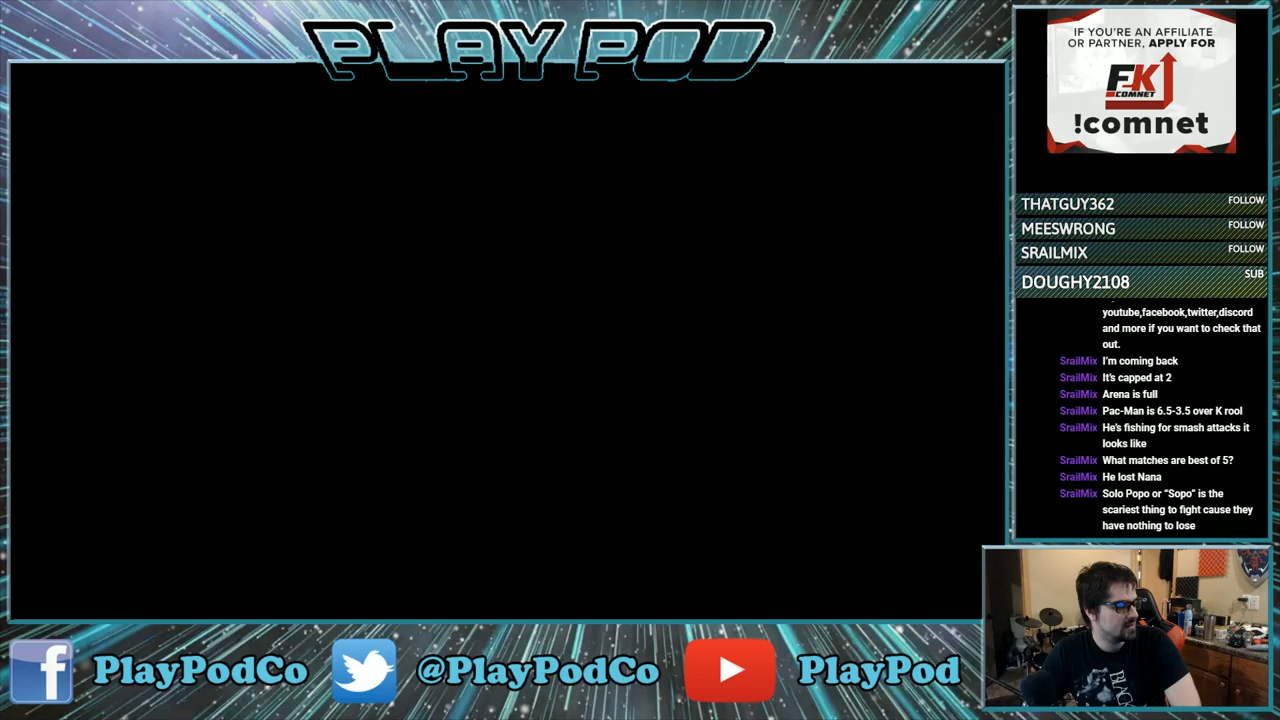 PLAY POD
IF YOU'RE AN AFFILIATE
OR PARTNER, APPLY FOR
F2K
COMNET
!comnet
THATGUY362 FOLLOW
MEESWRONG FOLLOW
SRAILMIX FOLLOW
DOUGHY2108 SUB
youtube,facebook,twitter,discord
and more if you want to check that
out.
SrailMix I'm coming back
SrailMix It's capped at 2
SrailMix Arena is full
SrailMix Pac-Man is 6.5-3.5 over K rool
SrailMix He's fishing for smash attacks it
looks like
SrailMix What matches are best of 5?
SrailMix He lost Nana
SrailMix Solo Popo or “Sopo” is the
scariest thing to fight cause they
have nothing to lose
BLACK
f PlayPodCo @PlayPodCo PlayPod